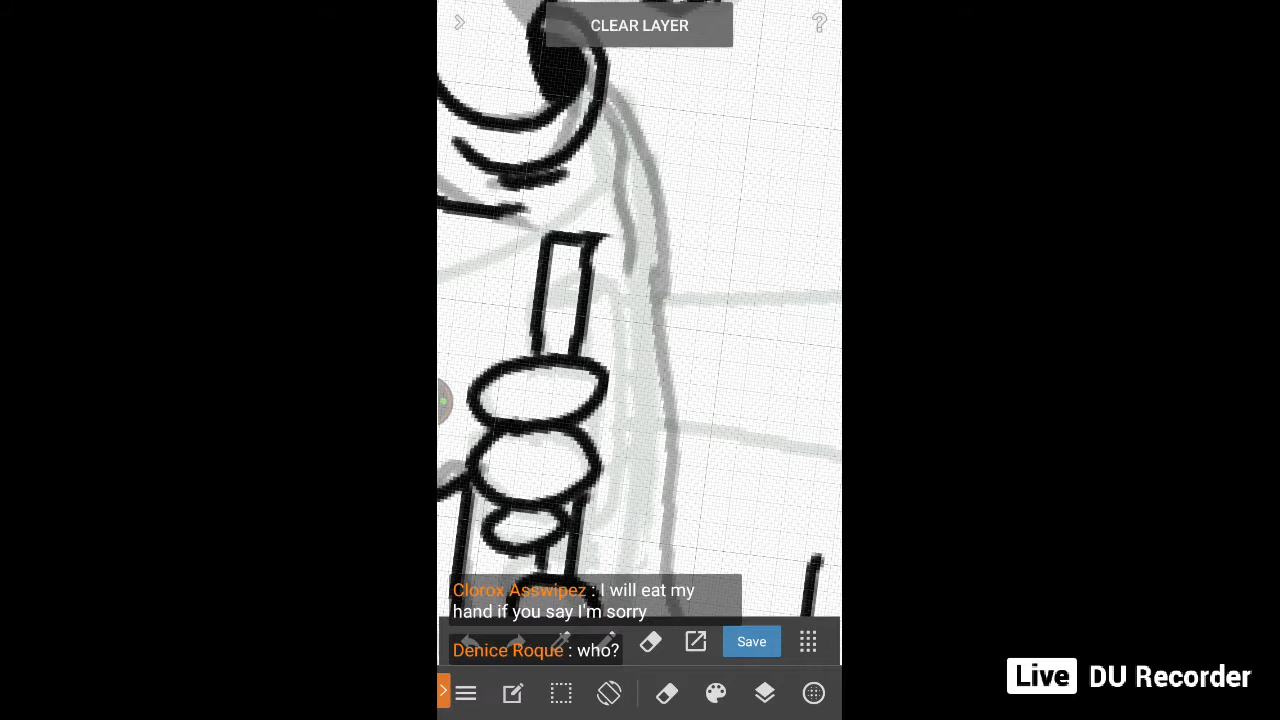 CLEAR LAYER
?
Clorox Asswipez : I will eat my
hand if you say I'm sorry
Denice Roque : who?
Save
Live DU Recorder